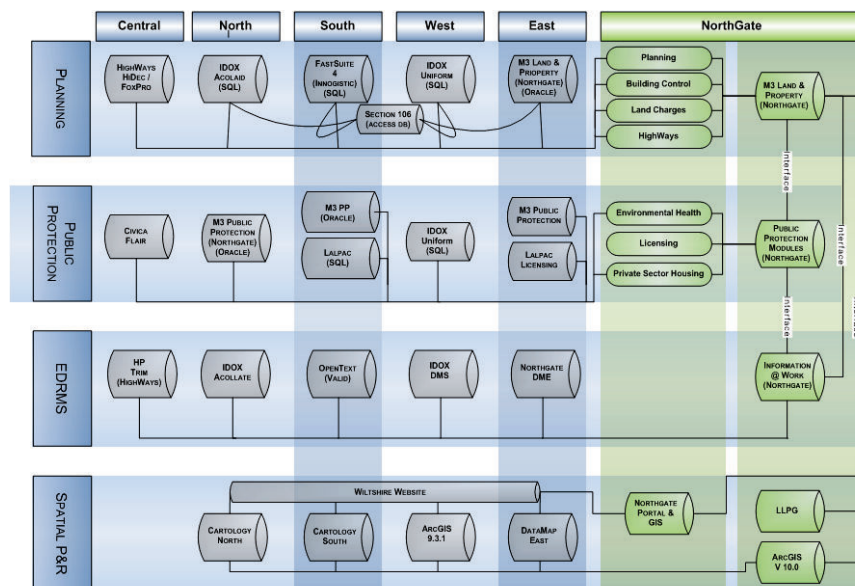 Central
North
South
West
East
NorthGate
PLANNING
HIGHWAYS
HIDEC /
FOXPRO
IDOX
ACOLAID
(SQL)
FASTSUITE
4
(INNOGISTIC)
(SQL)
IDOX
UNIFORM
(SQL)
M3 LAND &
PRIOPERTY
(NORTHGATE)
(ORACLE)
SECTION 106
(ACCESS DB)
Planning
Building Control
Land Charges
HighWays
M3 LAND &
PROPERTY
(NORTHGATE)
Interface
Interface
PUBLIC
PROTECTION
CIVICA
FLAIR
M3 PUBLIC
PROTECTION
(NORTHGATE)
(ORACLE)
M3 PP
(ORACLE)
LALPAC
(SQL)
IDOX
UNIFORM
(SQL)
M3 PUBLIC
PROTECTION
LALPAC
LICENSING
Environmental Health
Licensing
Private Sector Housing
PUBLIC
PROTECTION
MODULES
(NORTHGATE)
Interface
EDRMS
HP
TRIM
(HIGHWAYS)
IDOX
ACOLLATE
OPENTEXT
(VALID)
IDOX
DMS
NORTHGATE
DME
INFORMATION
@ WORK
(NORTHGATE)
SPATIAL P&R
WILTSHIRE WEBSITE
CARTOLOGY
NORTH
CARTOLOGY
SOUTH
ARCGIS
9.3.1
DATAMAP
EAST
NORTHGATE
PORTAL &
GIS
LLPG
ARCGIS
V 10.0